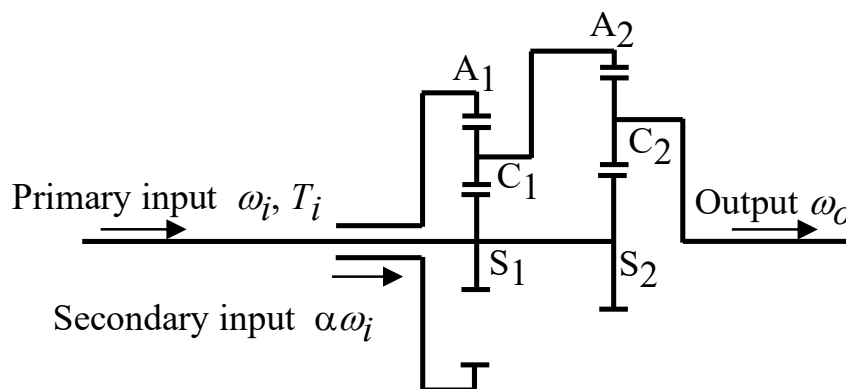 A2
A1
C2
C1
Primary input ωi, Ti
Output ωo
S1
S2
Secondary input αωi